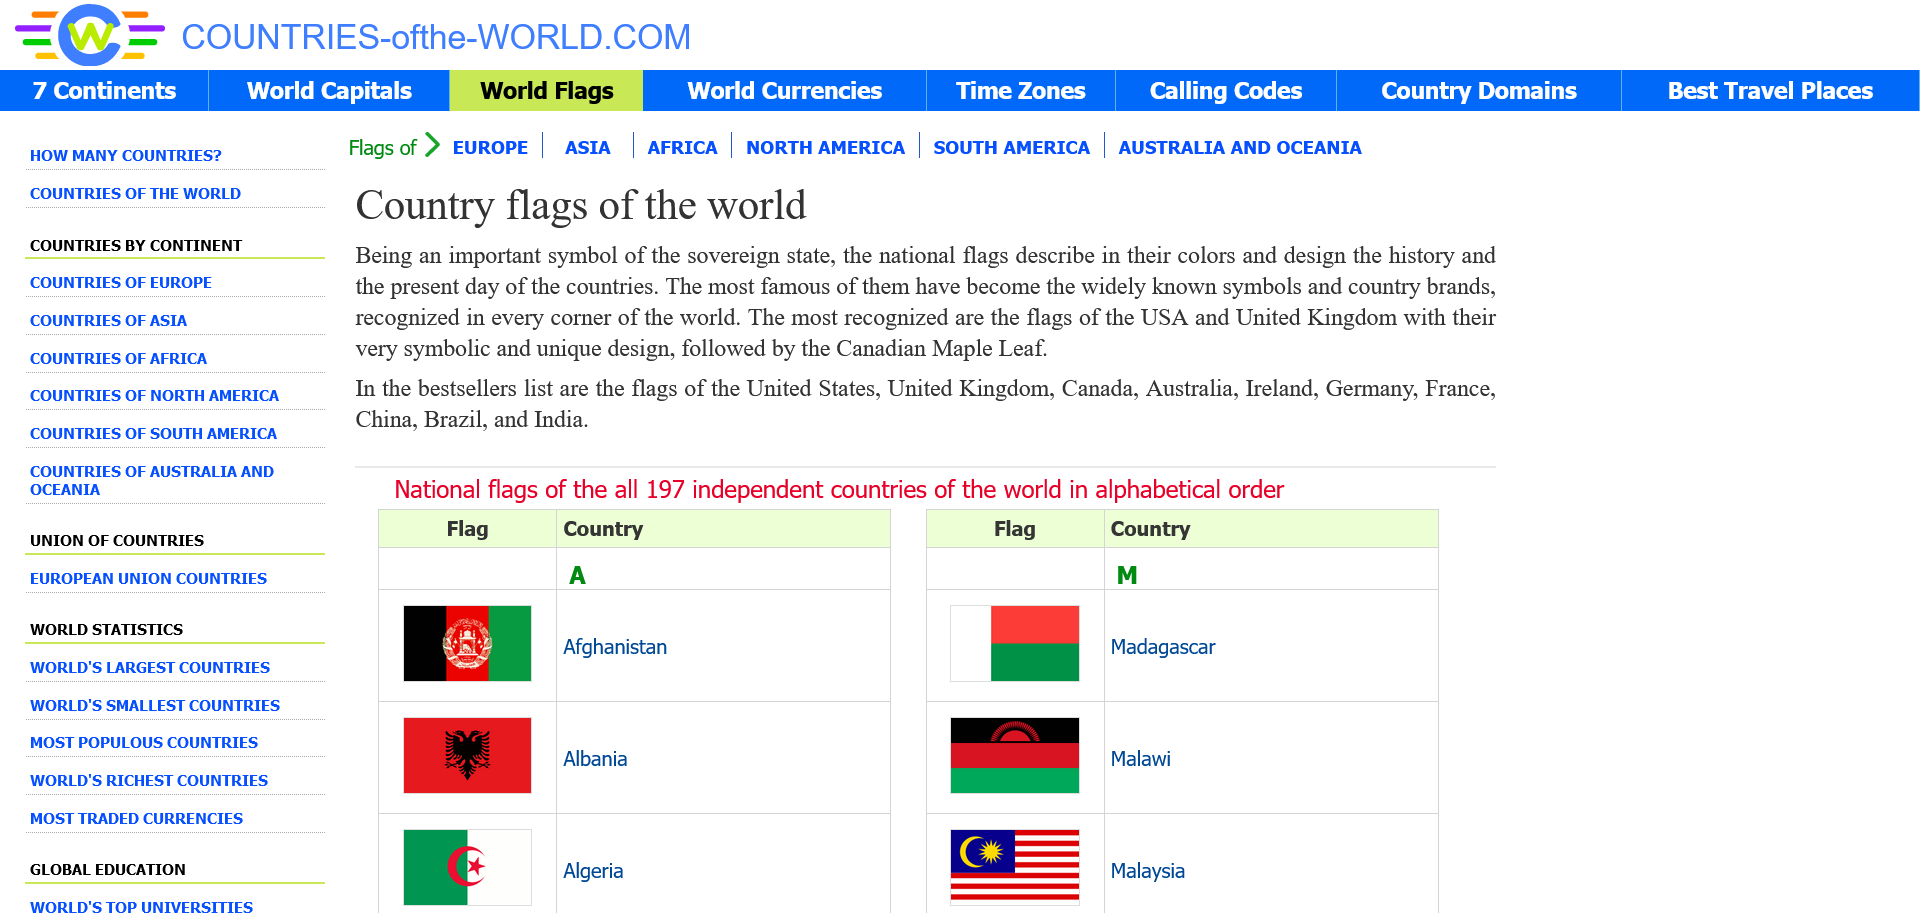 COUNTRIES-ofthe-WORLD.COM
7 Continents
World Capitals
World Flags
World Currencies
Time Zones
Calling Codes
Country Domains
Best Travel Places
HOW MANY COUNTRIES?
COUNTRIES OF THE WORLD
COUNTRIES BY CONTINENT
COUNTRIES OF EUROPE
COUNTRIES OF ASIA
COUNTRIES OF AFRICA
COUNTRIES OF NORTH AMERICA
COUNTRIES OF SOUTH AMERICA
COUNTRIES OF AUSTRALIA AND
OCEANIA
UNION OF COUNTRIES
EUROPEAN UNION COUNTRIES
WORLD STATISTICS
WORLD'S LARGEST COUNTRIES
WORLD'S SMALLEST COUNTRIES
MOST POPULOUS COUNTRIES
WORLD'S RICHEST COUNTRIES
MOST TRADED CURRENCIES
GLOBAL EDUCATION
WORLD'S TOP UNIVERSITIES
Flags of EUROPE ASIA AFRICA NORTH AMERICA SOUTH AMERICA AUSTRALIA AND OCEANIA
Country flags of the world
Being an important symbol of the sovereign state, the national flags describe in their colors and design the history and
the present day of the countries. The most famous of them have become the widely known symbols and country brands,
recognized in every corner of the world. The most recognized are the flags of the USA and United Kingdom with their
very symbolic and unique design, followed by the Canadian Maple Leaf.
In the bestsellers list are the flags of the United States, United Kingdom, Canada, Australia, Ireland, Germany, France,
China, Brazil, and India.
National flags of the all 197 independent countries of the world in alphabetical order
Flag Country
A
Afghanistan
Albania
Algeria
Flag Country
M
Madagascar
Malawi
Malaysia